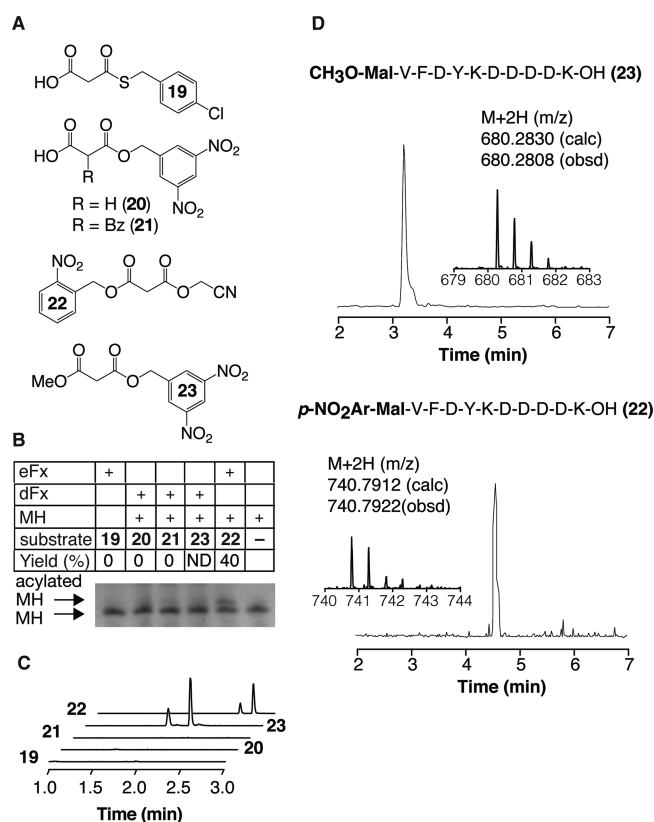 A
O
O
HO
S
19
Cl
O
O
HO
O
R
NO2
NO2
R = H (20)
R = Bz (21)
NO2
O
O
22
O
O
CN
O
O
MeO
O
23
NO2
NO2
B
eFx + +
dFx + + +
MH + + + + +
substrate 19 20 21 23 22 –
Yield (%) 0 0 0 ND 40
acylated
MH
MH
C
22
23
21
20
19
1.0 1.5 2.0 2.5 3.0
Time (min)
D
CH3O-Mal-V-F-D-Y-K-D-D-D-D-K-OH (23)
M+2H (m/z)
680.2830 (calc)
680.2808 (obsd)
679 680 681 682 683
2 3 4 5 6 7
Time (min)
p-NO2Ar-Mal-V-F-D-Y-K-D-D-D-D-K-OH (22)
M+2H (m/z)
740.7912 (calc)
740.7922(obsd)
740 741 742 743 744
2 3 4 5 6 7
Time (min)